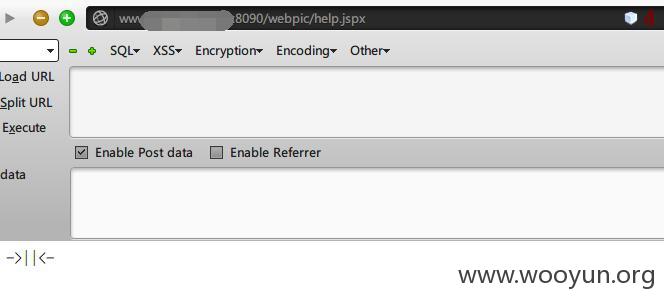 www :8090/webpic/help.jspx
SQL▾ XSS▾ Encryption▾ Encoding▾ Other▾
Load URL
Split URL
Execute
Enable Post data Enable Referrer
data
->||<-
www.wooyun.org